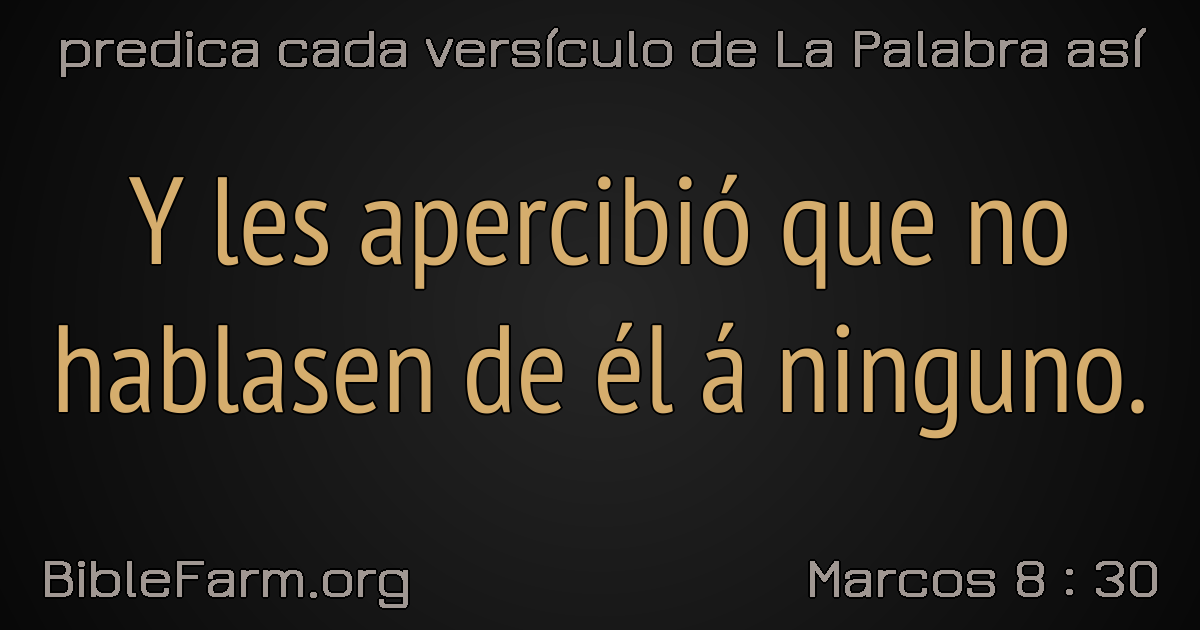 predica cada versículo de La Palabra así
Y les apercibió que no
hablasen de él á ninguno.
BibleFarm.org
Marcos 8 : 30